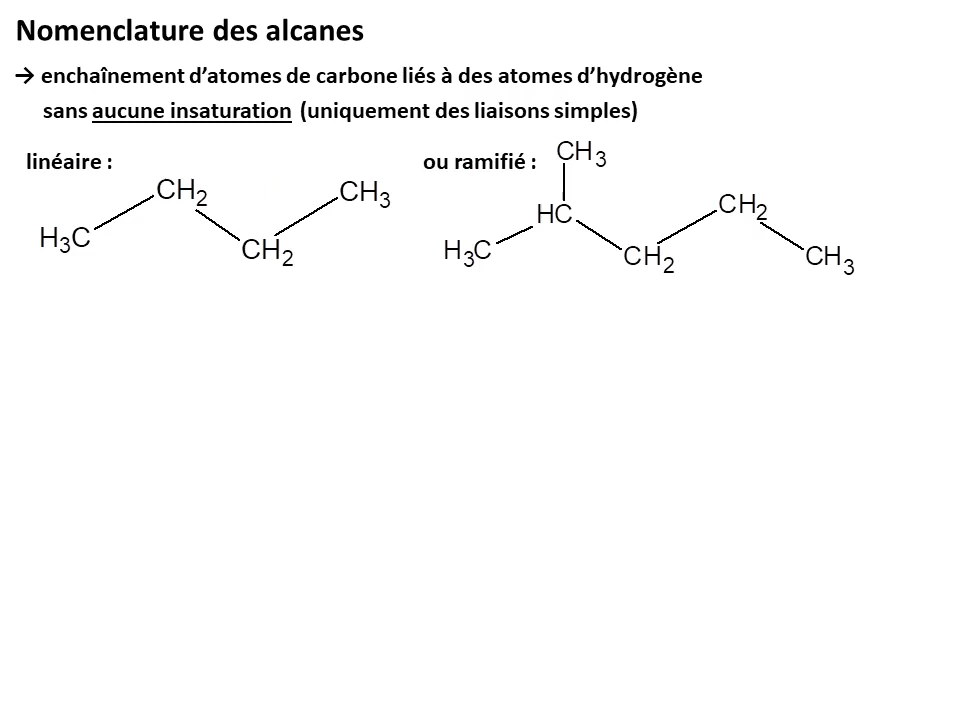 Nomenclature des alcanes
→ enchaînement d’atomes de carbone liés à des atomes d’hydrogène
sans aucune insaturation (uniquement des liaisons simples)
linéaire :
H₃C
CH₂
CH₂
CH₃
ou ramifié :
CH₃
HC
H₃C
CH₂
CH₂
CH₃